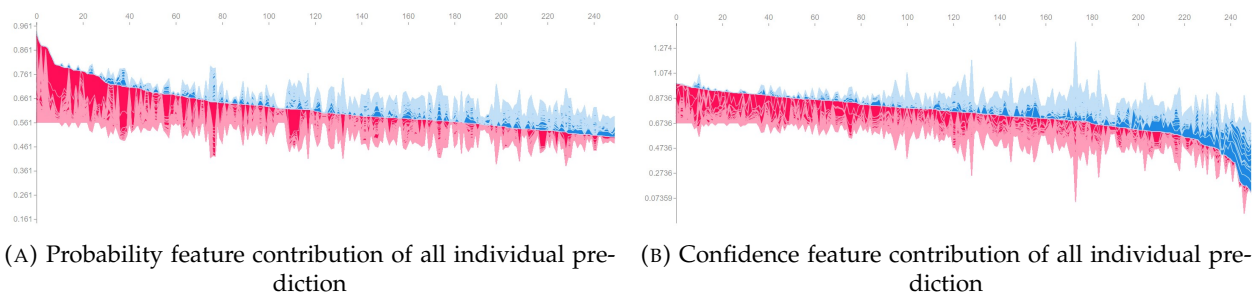 0 20 40 60 80 100 120 140 160 180 200 220 240
0.961
0.861
0.761
0.661
0.561
0.461
0.361
0.261
0.161
0 20 40 60 80 100 120 140 160 180 200 220 240
1.274
1.074
0.8736
0.6736
0.4736
0.2736
0.07359
(A) Probability feature contribution of all individual pre-
diction
(B) Confidence feature contribution of all individual pre-
diction